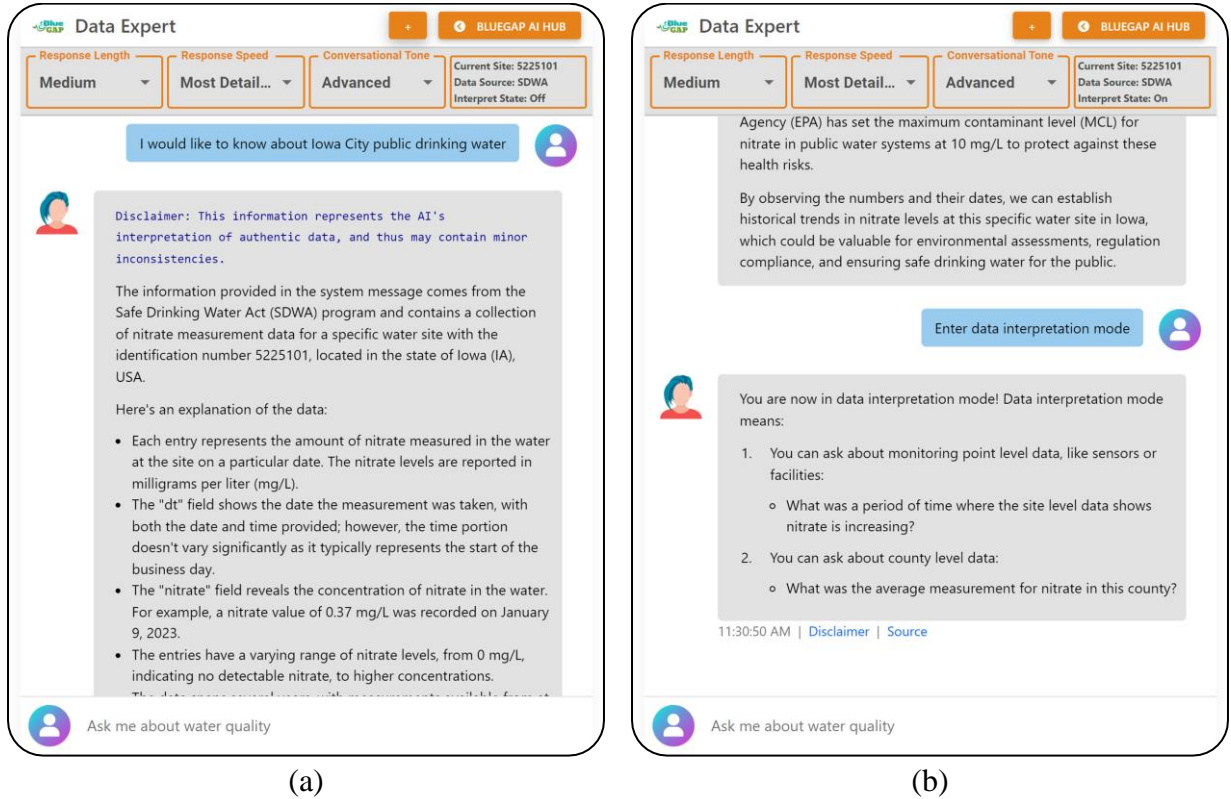 Blue GAP Data Expert + BLUEGAP AI HUB
Response Length Response Speed Conversational Tone Current Site: 5225101
Medium Most Detail... Advanced Data Source: SDWA
Interpret State: Off
I would like to know about Iowa City public drinking water
Disclaimer: This information represents the AI's
interpretation of authentic data, and thus may contain minor
inconsistencies.
The information provided in the system message comes from the
Safe Drinking Water Act (SDWA) program and contains a collection
of nitrate measurement data for a specific water site with the
identification number 5225101, located in the state of Iowa (IA),
USA.
Here's an explanation of the data:
• Each entry represents the amount of nitrate measured in the water
at the site on a particular date. The nitrate levels are reported in
milligrams per liter (mg/L).
• The "dt" field shows the date the measurement was taken, with
both the date and time provided; however, the time portion
doesn't vary significantly as it typically represents the start of the
business day.
• The "nitrate" field reveals the concentration of nitrate in the water.
For example, a nitrate value of 0.37 mg/L was recorded on January
9, 2023.
• The entries have a varying range of nitrate levels, from 0 mg/L,
indicating no detectable nitrate, to higher concentrations.
Ask me about water quality
(a)
Blue GAP Data Expert + BLUEGAP AI HUB
Response Length Response Speed Conversational Tone Current Site: 5225101
Medium Most Detail... Advanced Data Source: SDWA
Interpret State: On
Agency (EPA) has set the maximum contaminant level (MCL) for
nitrate in public water systems at 10 mg/L to protect against these
health risks.
By observing the numbers and their dates, we can establish
historical trends in nitrate levels at this specific water site in Iowa,
which could be valuable for environmental assessments, regulation
compliance, and ensuring safe drinking water for the public.
Enter data interpretation mode
You are now in data interpretation mode! Data interpretation mode
means:
1. You can ask about monitoring point level data, like sensors or
facilities:
◦ What was a period of time where the site level data shows
nitrate is increasing?
2. You can ask about county level data:
◦ What was the average measurement for nitrate in this county?
11:30:50 AM | Disclaimer | Source
Ask me about water quality
(b)